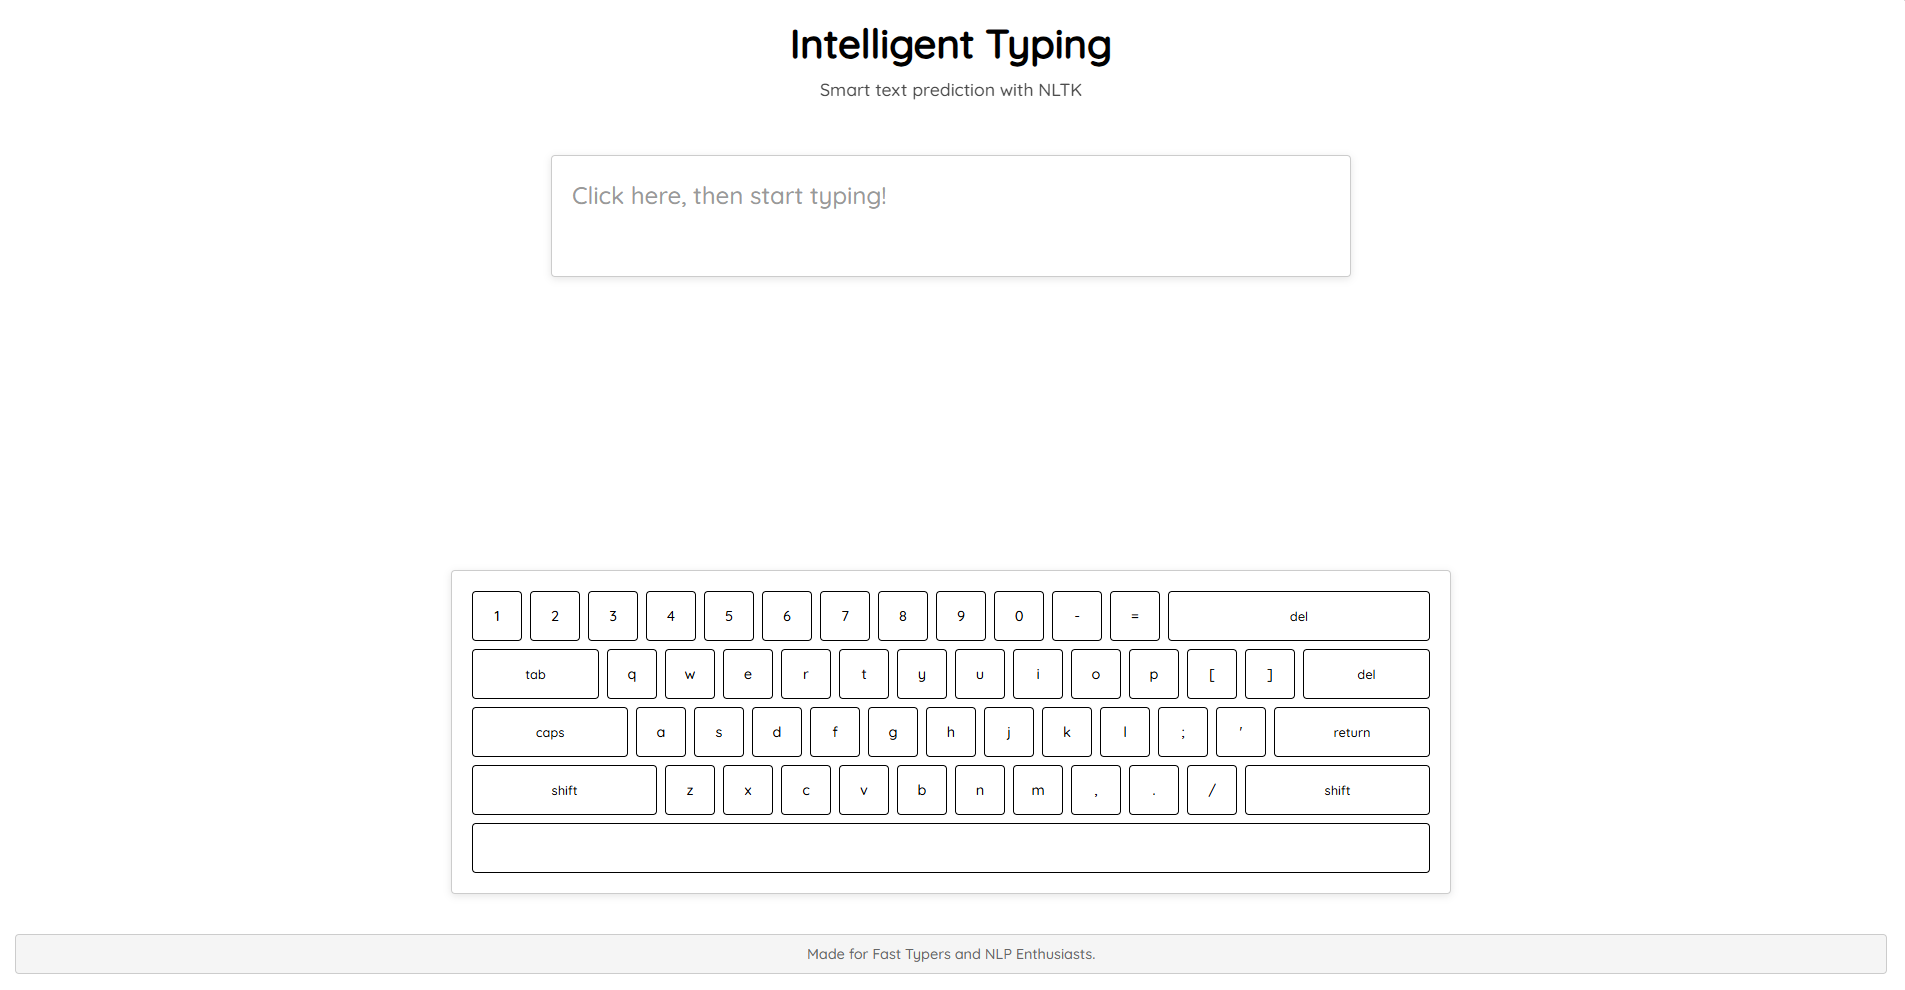 Intelligent Typing
Smart text prediction with NLTK
Click here, then start typing!
1 2 3 4 5 6 7 8 9 0 - = del
tab q w e r t y u i o p [ ] del
caps a s d f g h j k l ; ' return
shift z x c v b n m , . / shift
Made for Fast Typers and NLP Enthusiasts.